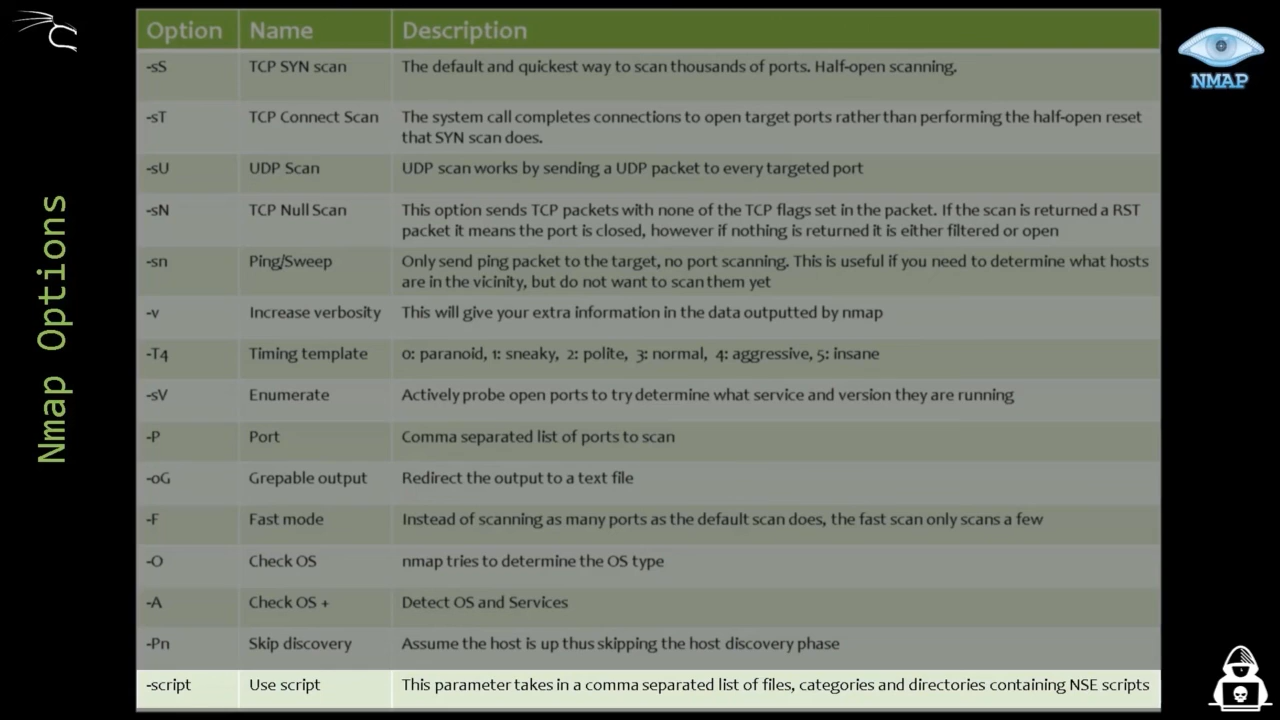 Nmap Options
NMAP
Option Name Description
-sS TCP SYN scan The default and quickest way to scan thousands of ports. Half-open scanning.
-sT TCP Connect Scan The system call completes connections to open target ports rather than performing the half-open reset
that SYN scan does.
-sU UDP Scan UDP scan works by sending a UDP packet to every targeted port
-sN TCP Null Scan This option sends TCP packets with none of the TCP flags set in the packet. If the scan is returned a RST
packet it means the port is closed, however if nothing is returned it is either filtered or open
-sn Ping/Sweep Only send ping packet to the target, no port scanning. This is useful if you need to determine what hosts
are in the vicinity, but do not want to scan them yet
-v Increase verbosity This will give your extra information in the data outputted by nmap
-T4 Timing template 0: paranoid, 1: sneaky, 2: polite, 3: normal, 4: aggressive, 5: insane
-sV Enumerate Actively probe open ports to try determine what service and version they are running
-P Port Comma separated list of ports to scan
-oG Grepable output Redirect the output to a text file
-F Fast mode Instead of scanning as many ports as the default scan does, the fast scan only scans a few
-O Check OS nmap tries to determine the OS type
-A Check OS + Detect OS and Services
-Pn Skip discovery Assume the host is up thus skipping the host discovery phase
-script Use script This parameter takes in a comma separated list of files, categories and directories containing NSE scripts